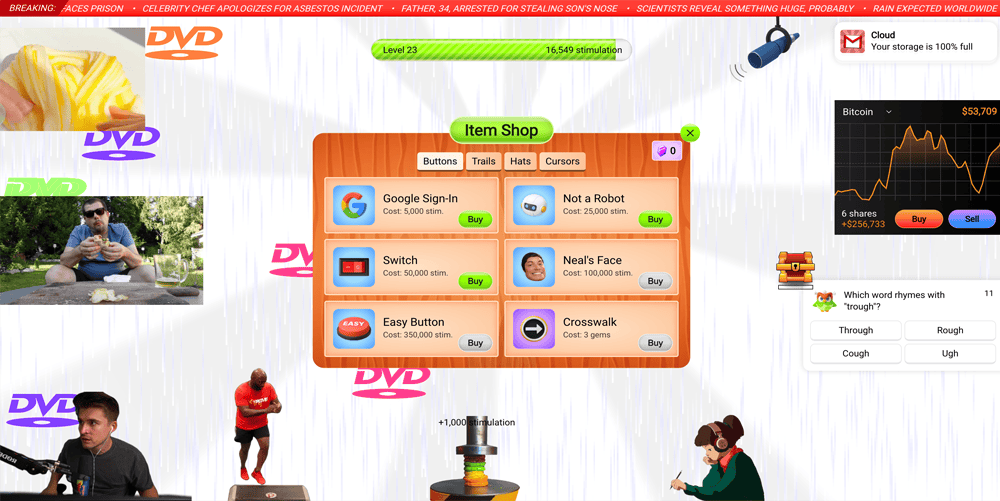 BREAKING:
FACES PRISON • CELEBRITY CHEF APOLOGIZES FOR ASBESTOS INCIDENT • FATHER, 34, ARRESTED FOR STEALING SON'S NOSE • SCIENTISTS REVEAL SOMETHING HUGE, PROBABLY • RAIN EXPECTED WORLDWIDE
DVD
Level 23
16,549 stimulation
Cloud
Your storage is 100% full
Bitcoin
$53,709
6 shares
+$256,733
Buy
Sell
DVD
DVD
DVD
Item Shop
0
Buttons
Trails
Hats
Cursors
Google Sign-In
Cost: 5,000 stim.
Buy
Not a Robot
Cost: 25,000 stim.
Buy
Switch
Cost: 50,000 stim.
Buy
Neal's Face
Cost: 100,000 stim.
Buy
EASY
Easy Button
Cost: 350,000 stim.
Buy
Crosswalk
Cost: 3 gems
Buy
Which word rhymes with
"trough"?
11
Through
Rough
Cough
Ugh
DVD
DVD
+1,000 stimulation